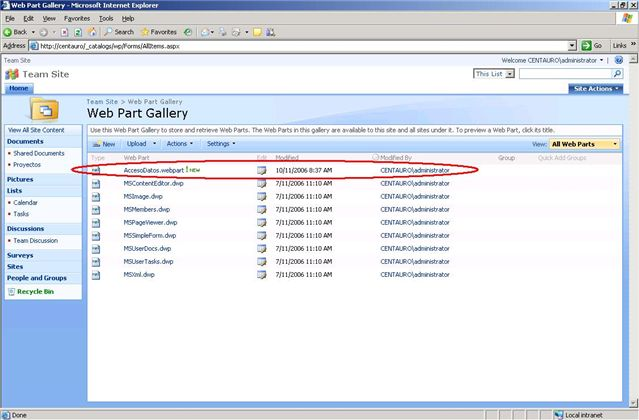 Web Part Gallery - Microsoft Internet Explorer
File Edit View Favorites Tools Help
Back Search Favorites
Address http://centauro/_catalogs/wp/Forms/AllItems.aspx Go Links »
Team Site Welcome CENTAURO\administrator
Team Site This List
Home Site Actions
Team Site > Web Part Gallery
Web Part Gallery
View All Site Content
Documents
Shared Documents
Proyectos
Pictures
Lists
Calendar
Tasks
Discussions
Team Discussion
Surveys
Sites
People and Groups
Recycle Bin
Use this Web Part Gallery to store and retrieve Web Parts. The Web Parts in this gallery are available to this site and all sites under it. To preview a Web Part, click its title.
New Upload Actions Settings View: All Web Parts
Type Web Part Edit Modified Modified By Group Quick Add Groups
AccesoDatos.webpart ! NEW 10/11/2006 8:37 AM CENTAURO\administrator
MSContentEditor.dwp 7/11/2006 11:10 AM CENTAURO\administrator
MSImage.dwp 7/11/2006 11:10 AM CENTAURO\administrator
MSMembers.dwp 7/11/2006 11:10 AM CENTAURO\administrator
MSPageViewer.dwp 7/11/2006 11:10 AM CENTAURO\administrator
MSSimpleForm.dwp 7/11/2006 11:10 AM CENTAURO\administrator
MSUserDocs.dwp 7/11/2006 11:10 AM CENTAURO\administrator
MSUserTasks.dwp 7/11/2006 11:10 AM CENTAURO\administrator
MSXml.dwp 7/11/2006 11:10 AM CENTAURO\administrator
Done Local intranet